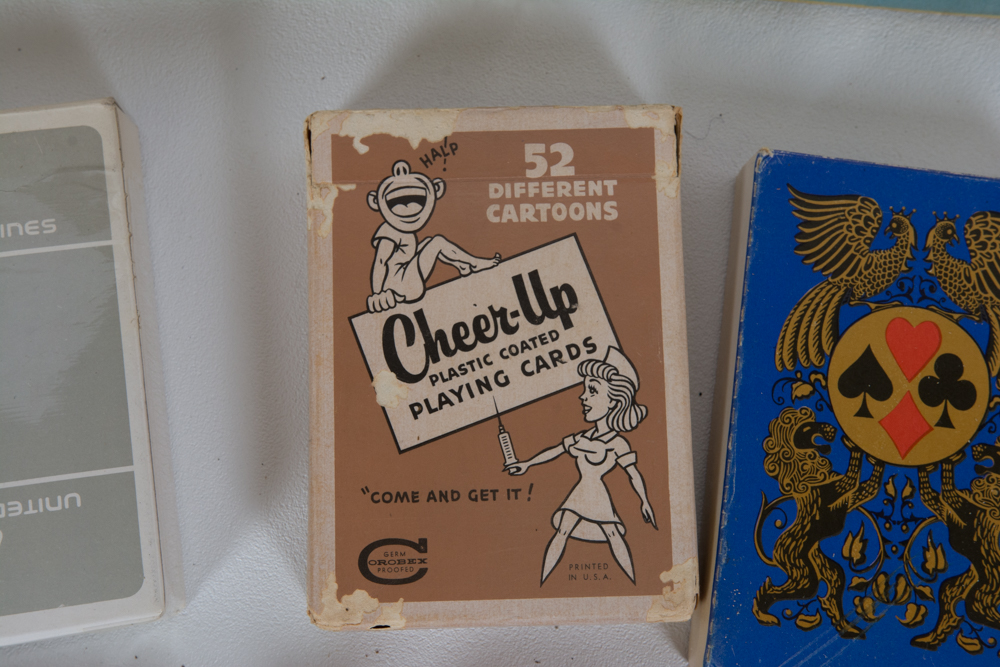 INES
UNITED
HALP!
52
DIFFERENT
CARTOONS
Cheer-Up
PLASTIC COATED
PLAYING CARDS
"COME AND GET IT!
GERM
COROBEX
PROOFED
PRINTED
IN U.S.A.